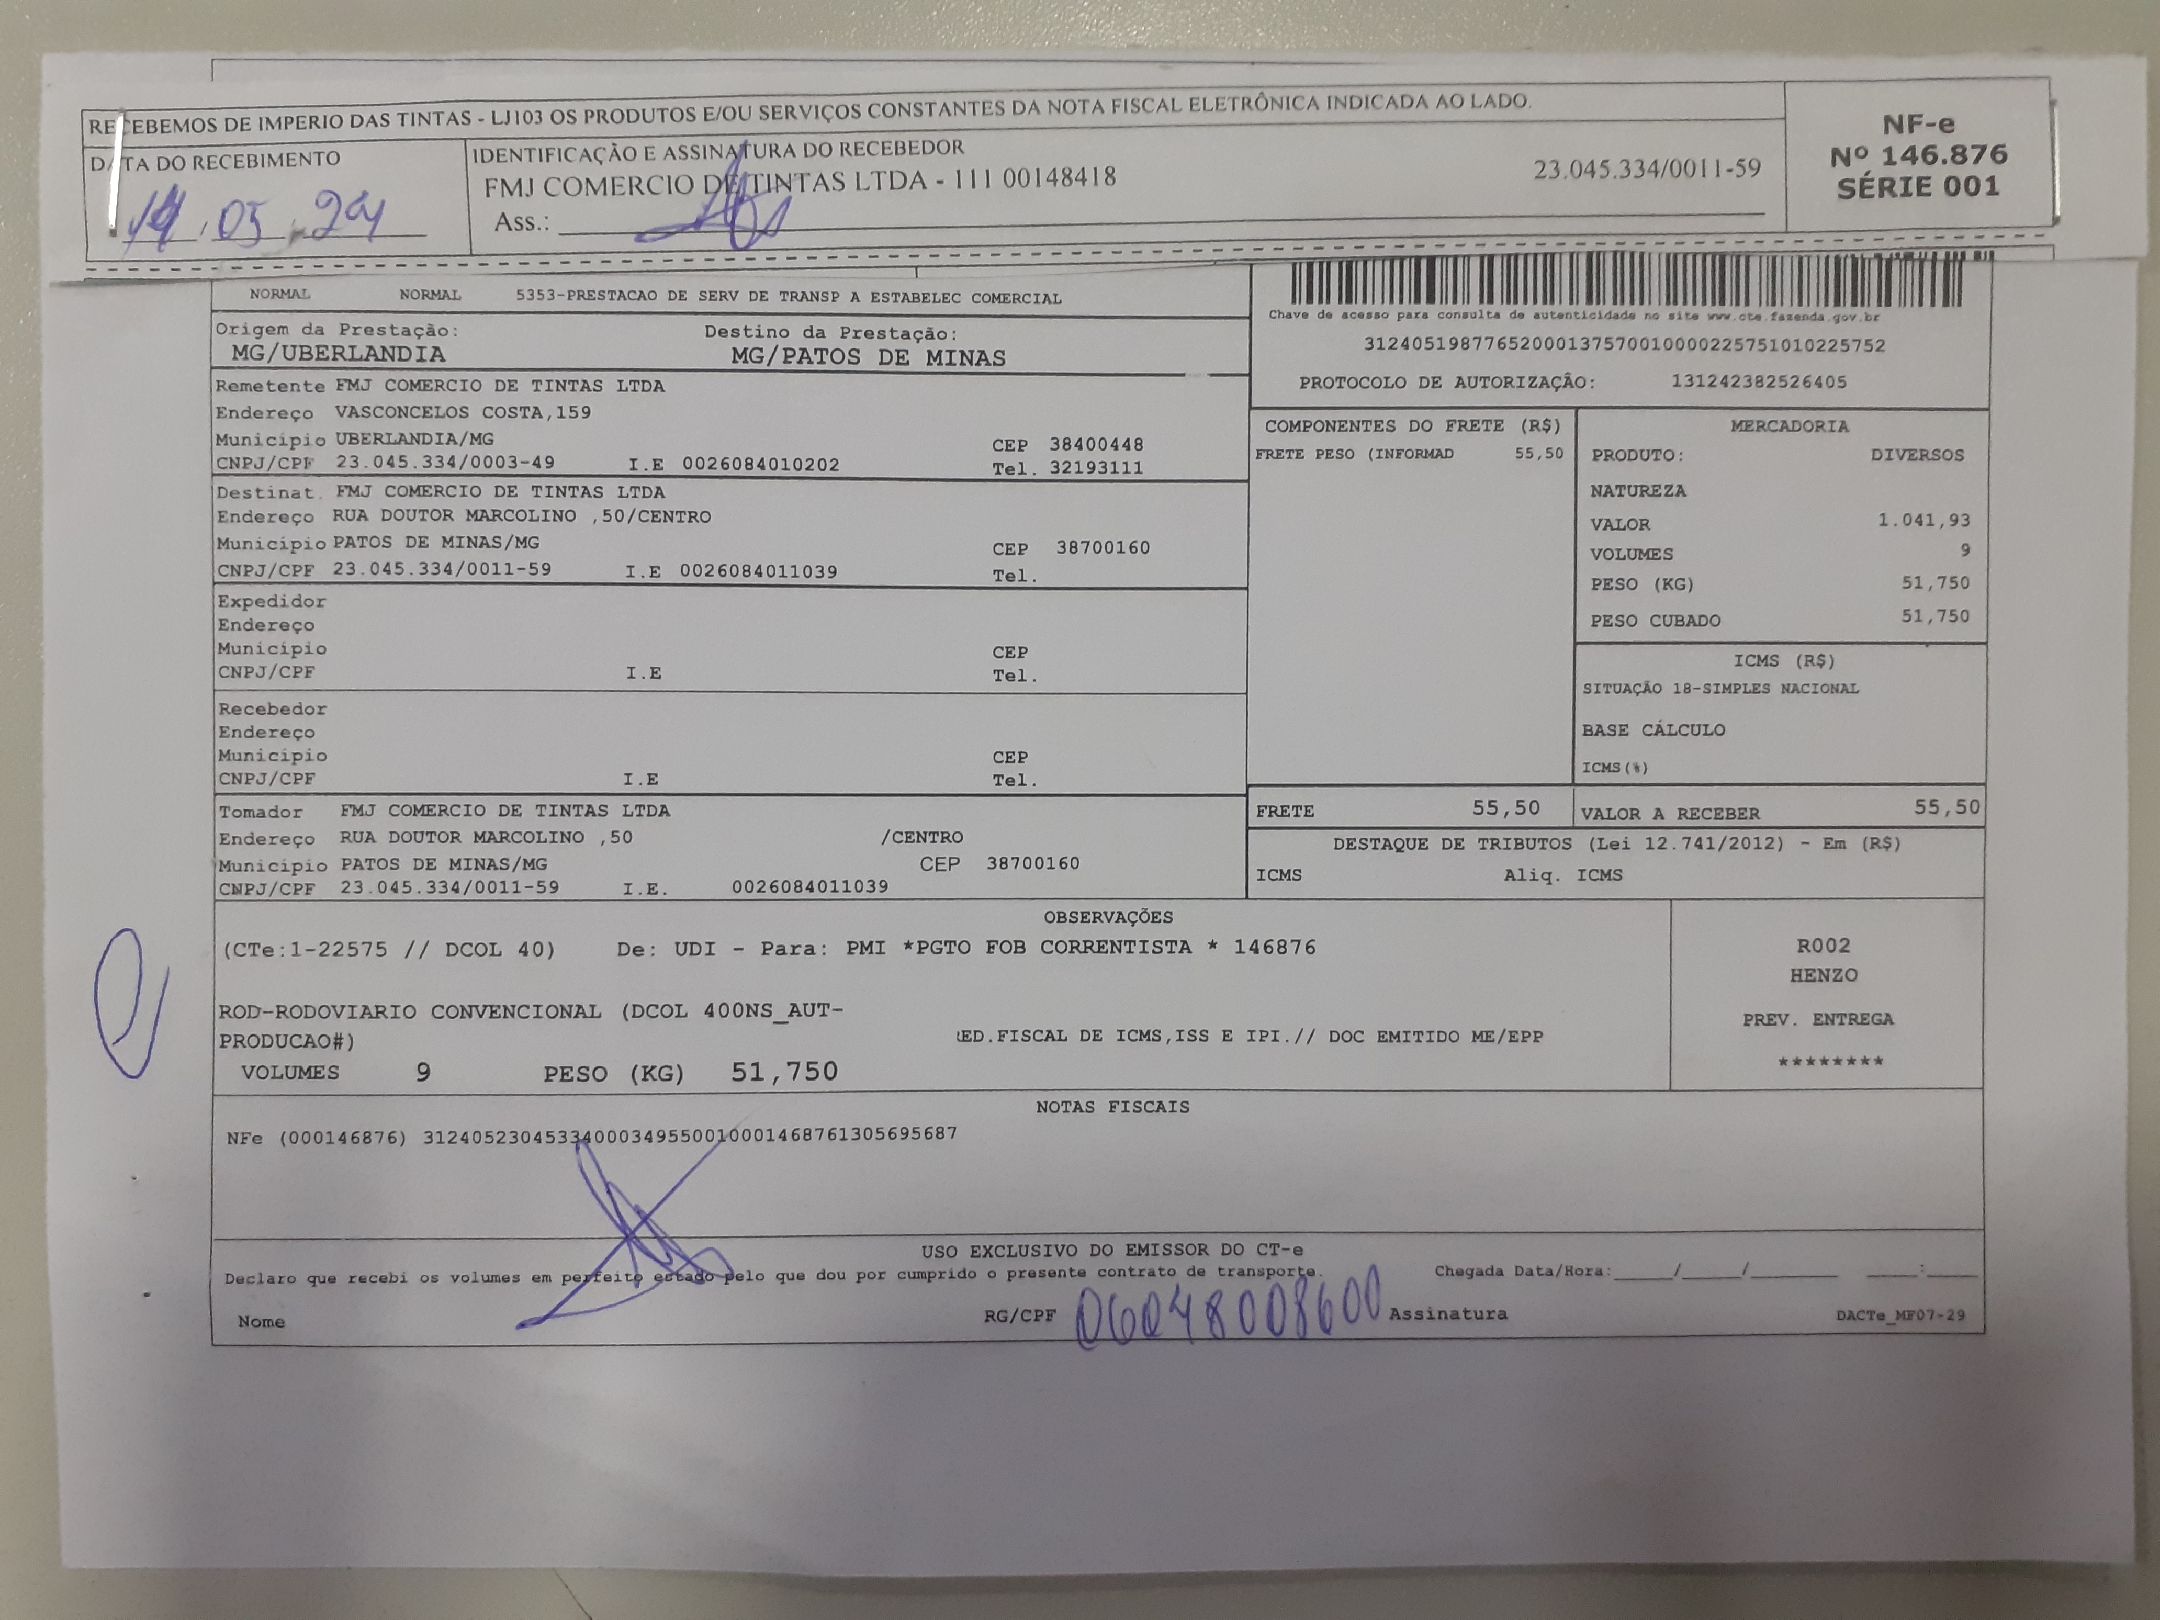 RECEBEMOS DE IMPERIO DAS TINTAS - LJ103 OS PRODUTOS E/OU SERVIÇOS CONSTANTES DA NOTA FISCAL ELETRÔNICA INDICADA AO LADO.
DATA DO RECEBIMENTO
14.05.24
IDENTIFICAÇÃO E ASSINATURA DO RECEBEDOR
FMJ COMERCIO DE TINTAS LTDA - 111 00148418 23.045.334/0011-59
Ass.:
NF-e
Nº 146.876
SÉRIE 001
NORMAL NORMAL 5353-PRESTACAO DE SERV DE TRANSP A ESTABELEC COMERCIAL
Origem da Prestação: Destino da Prestação:
MG/UBERLANDIA MG/PATOS DE MINAS
Chave de acesso para consulta de autenticidade no site www.cte.fazenda.gov.br
31240519877652000137570010000225751010225752
PROTOCOLO DE AUTORIZAÇÂO: 131242382526405
Remetente FMJ COMERCIO DE TINTAS LTDA
Endereço VASCONCELOS COSTA,159
Município UBERLANDIA/MG CEP 38400448
CNPJ/CPF 23.045.334/0003-49 I.E 0026084010202 Tel. 32193111
Destinat. FMJ COMERCIO DE TINTAS LTDA
Endereço RUA DOUTOR MARCOLINO ,50/CENTRO
Município PATOS DE MINAS/MG CEP 38700160
CNPJ/CPF 23.045.334/0011-59 I.E 0026084011039 Tel.
Expedidor
Endereço
Município CEP
CNPJ/CPF I.E Tel.
Recebedor
Endereço
Município CEP
CNPJ/CPF I.E Tel.
Tomador FMJ COMERCIO DE TINTAS LTDA
Endereço RUA DOUTOR MARCOLINO ,50 /CENTRO
Município PATOS DE MINAS/MG CEP 38700160
CNPJ/CPF 23.045.334/0011-59 I.E. 0026084011039
COMPONENTES DO FRETE (R$)
FRETE PESO (INFORMAD 55,50
MERCADORIA
PRODUTO: DIVERSOS
NATUREZA
VALOR 1.041,93
VOLUMES 9
PESO (KG) 51,750
PESO CUBADO 51,750
ICMS (R$)
SITUAÇÃO 18-SIMPLES NACIONAL
BASE CÁLCULO
ICMS(%)
FRETE 55,50 VALOR A RECEBER 55,50
DESTAQUE DE TRIBUTOS (Lei 12.741/2012) - Em (R$)
ICMS Aliq. ICMS
OBSERVAÇÕES
(CTe:1-22575 // DCOL 40) De: UDI - Para: PMI *PGTO FOB CORRENTISTA * 146876
ROD-RODOVIARIO CONVENCIONAL (DCOL 400NS_AUT-
PRODUCAO#) ED.FISCAL DE ICMS,ISS E IPI.// DOC EMITIDO ME/EPP
VOLUMES 9 PESO (KG) 51,750
R002
HENZO
PREV. ENTREGA
********
NOTAS FISCAIS
NFe (000146876) 31240523045334000349550010001468761305695687
USO EXCLUSIVO DO EMISSOR DO CT-e
Declaro que recebi os volumes em perfeito estado pelo que dou por cumprido o presente contrato de transporte. Chegada Data/Hora:_____/_____/_______ ____:____
Nome RG/CPF 06048008600 Assinatura DACTe_MF07-29